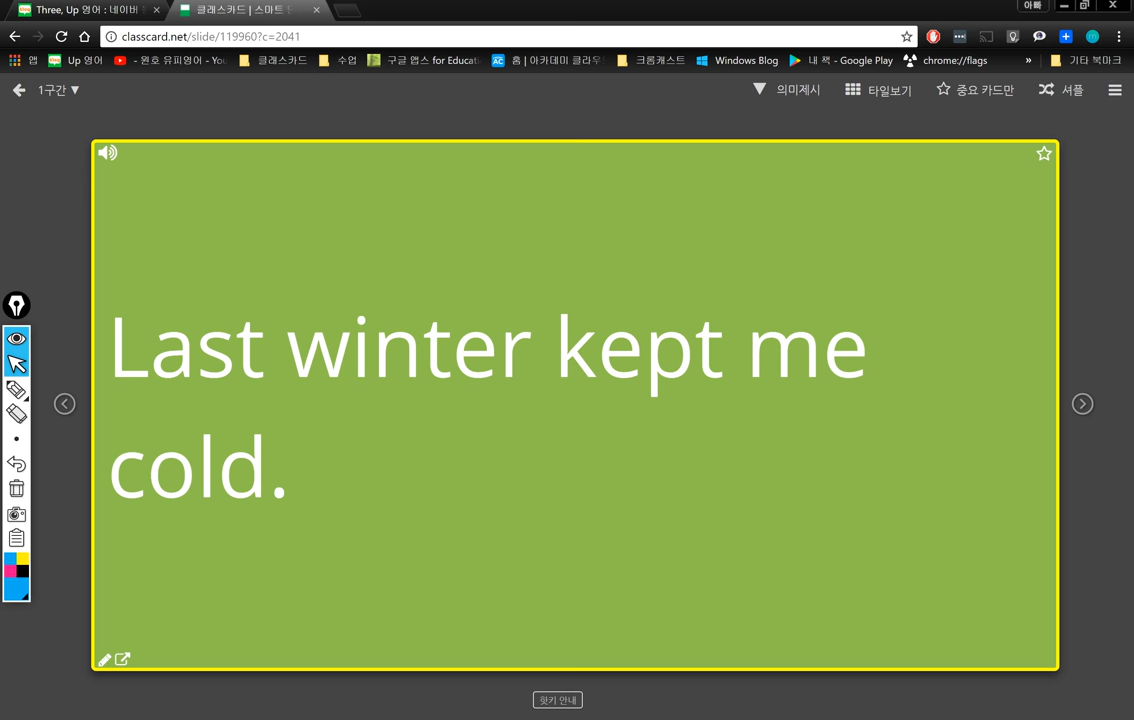 Three, Up 영어 : 네이버
클래스카드 | 스마트
아빠
classcard.net/slide/119960?c=2041
앱 Up 영어 - 원호 유피영어 - You 클래스카드 수업 구글 앱스 for Educati 홈 | 아카데미 클라우 크롬캐스트 Windows Blog 내 책 - Google Play chrome://flags » 기타 북마크
1구간 ▼ ▼ 의미제시 타일보기 중요 카드만 셔플
Last winter kept me
cold.
핫키 안내